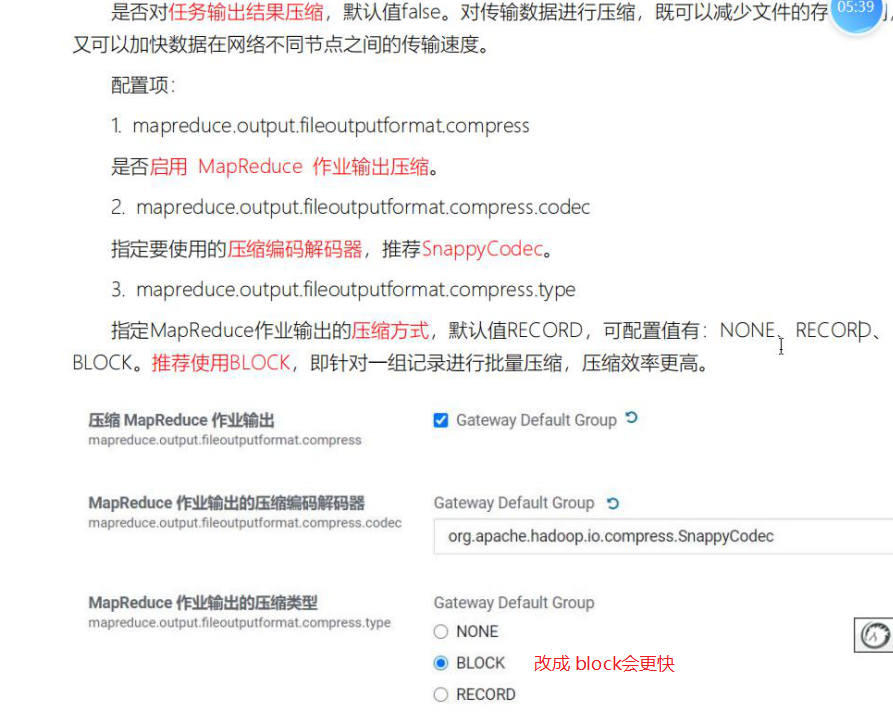 是否对任务输出结果压缩，默认值false。对传输数据进行压缩，既可以减少文件的存
05:39
又可以加快数据在网络不同节点之间的传输速度。
配置项：
1. mapreduce.output.fileoutputformat.compress
是否启用 MapReduce 作业输出压缩。
2. mapreduce.output.fileoutputformat.compress.codec
指定要使用的压缩编码解码器，推荐SnappyCodec。
3. mapreduce.output.fileoutputformat.compress.type
指定MapReduce作业输出的压缩方式，默认值RECORD，可配置值有：NONE、RECORD、
BLOCK。推荐使用BLOCK，即针对一组记录进行批量压缩，压缩效率更高。
压缩 MapReduce 作业输出
mapreduce.output.fileoutputformat.compress
Gateway Default Group
MapReduce 作业输出的压缩编码解码器
mapreduce.output.fileoutputformat.compress.codec
Gateway Default Group
org.apache.hadoop.io.compress.SnappyCodec
MapReduce 作业输出的压缩类型
mapreduce.output.fileoutputformat.compress.type
Gateway Default Group
NONE
BLOCK 改成 block会更快
RECORD